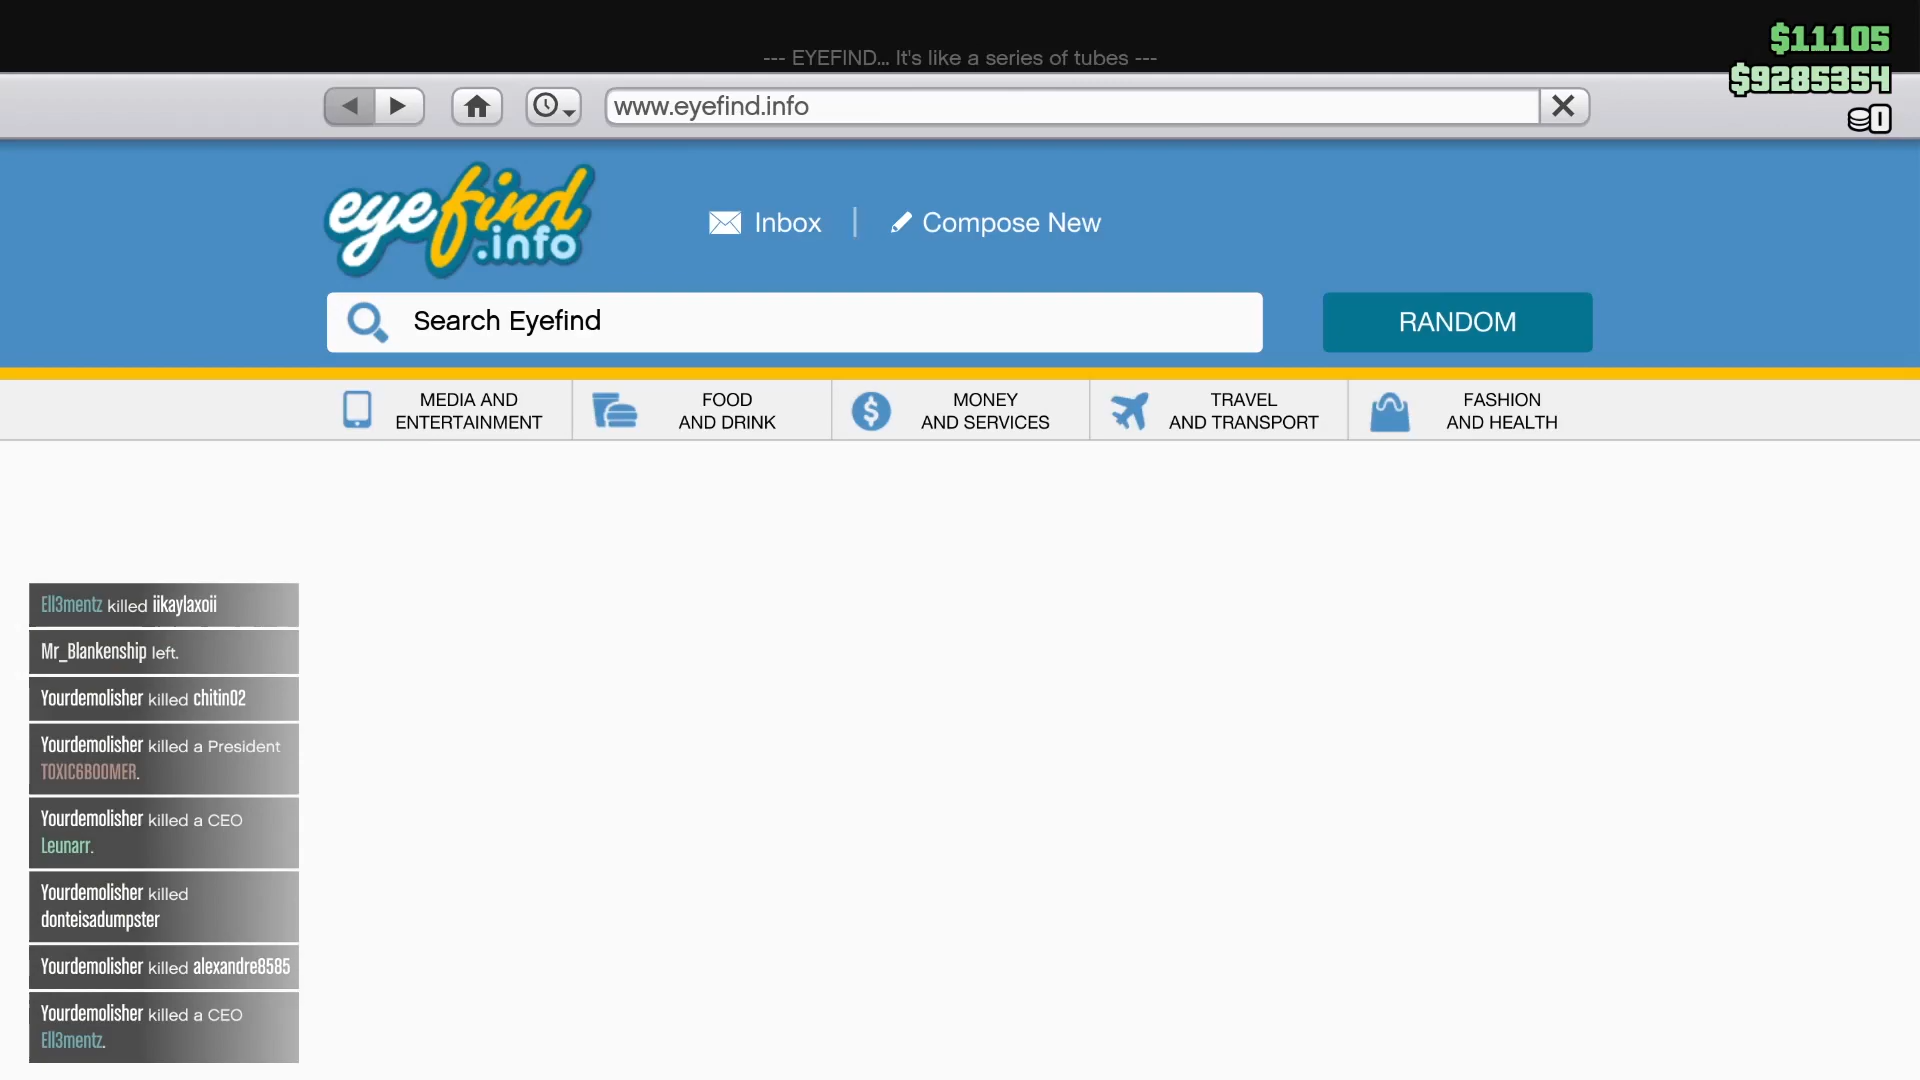 --- EYEFIND... It's like a series of tubes ---
$11105
$9285354
1
www.eyefind.info
eyefind
.info
Inbox
Compose New
Search Eyefind
RANDOM
MEDIA AND
ENTERTAINMENT
FOOD
AND DRINK
MONEY
AND SERVICES
TRAVEL
AND TRANSPORT
FASHION
AND HEALTH
Ell3mentz killed iikaylaxoii
Mr_Blankenship left.
Yourdemolisher killed chitin02
Yourdemolisher killed a President
TOXIC6BOOMER.
Yourdemolisher killed a CEO
Leunarr.
Yourdemolisher killed
donteisadumpster
Yourdemolisher killed alexandre8585
Yourdemolisher killed a CEO
Ell3mentz.